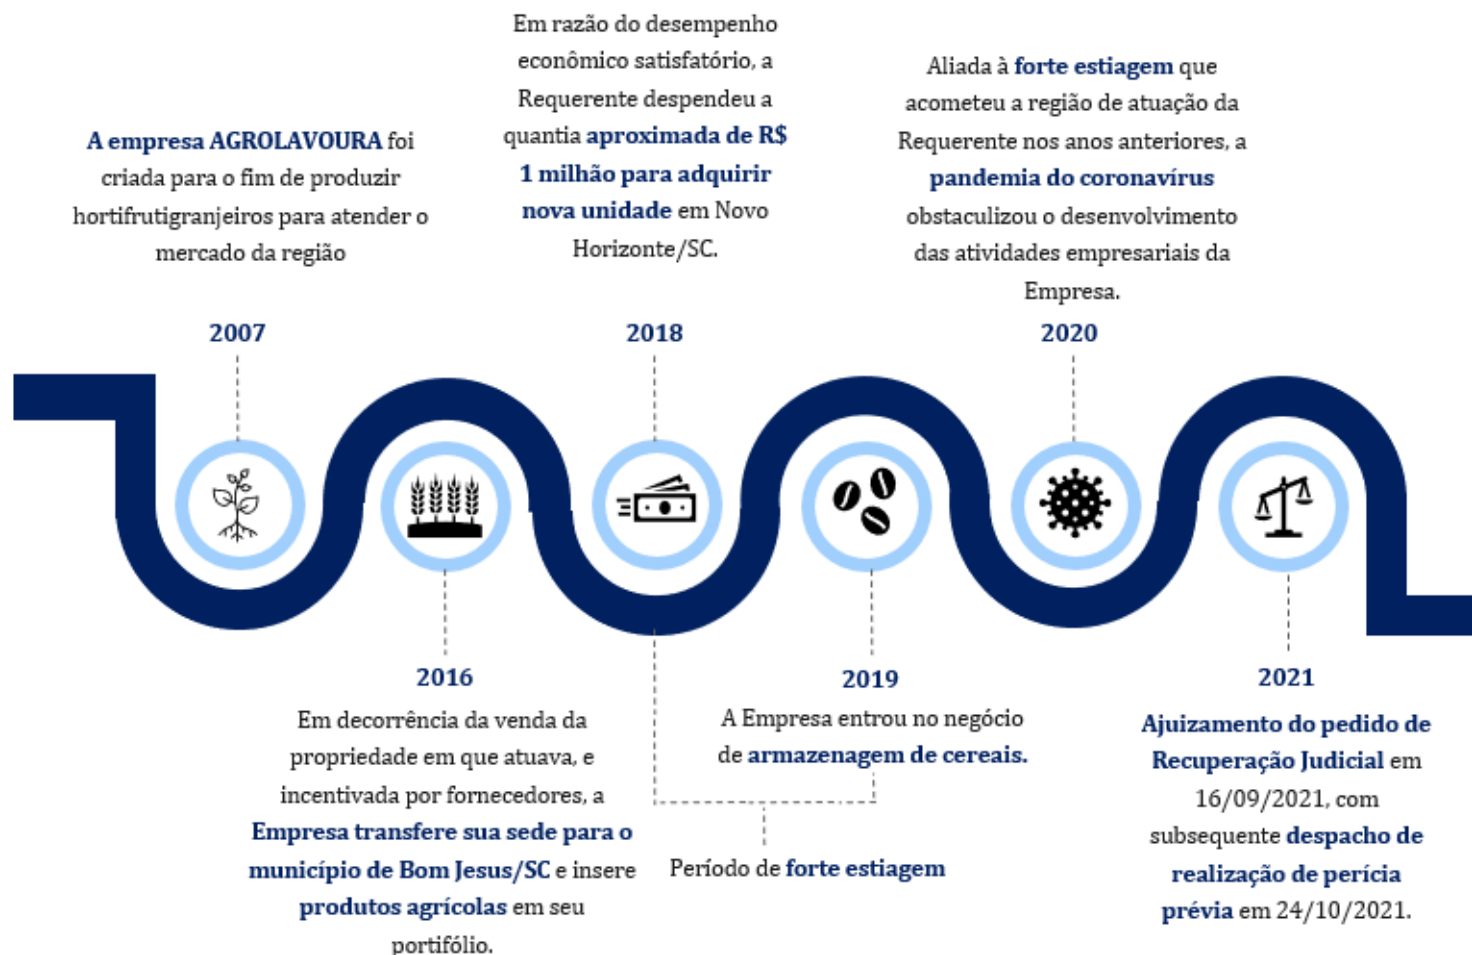 A empresa AGROLAVOURA foi
criada para o fim de produzir
hortifrutigranjeiros para atender o
mercado da região
2007
Em decorrência da venda da
propriedade em que atuava, e
incentivada por fornecedores, a
Empresa transfere sua sede para o
município de Bom Jesus/SC e insere
produtos agrícolas em seu
portifólio.
2016
Em razão do desempenho
econômico satisfatório, a
Requerente despendeu a
quantia aproximada de R$
1 milhão para adquirir
nova unidade em Novo
Horizonte/SC.
2018
2019
A Empresa entrou no negócio
de armazenagem de cereais.
Período de forte estiagem
Aliada à forte estiagem que
acometeu a região de atuação da
Requerente nos anos anteriores, a
pandemia do coronavírus
obstaculizou o desenvolvimento
das atividades empresariais da
Empresa.
2020
2021
Ajuizamento do pedido de
Recuperação Judicial em
16/09/2021, com
subsequente despacho de
realização de perícia
prévia em 24/10/2021.